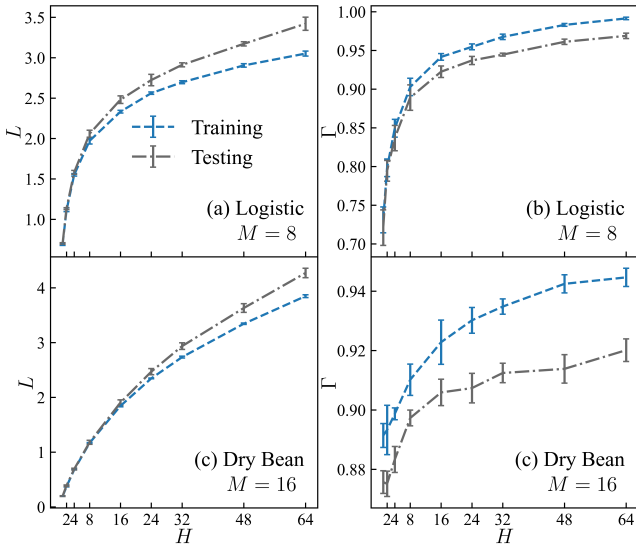 3.5
3.0
2.5
2.0
1.5
1.0
L
Training
Testing
(a) Logistic
M = 8
1.00
0.95
0.90
0.85
0.80
0.75
0.70
Γ
(b) Logistic
M = 8
4
3
2
1
0
L
(c) Dry Bean
M = 16
2 4 8 16 24 32 48 64
H
0.94
0.92
0.90
0.88
Γ
(c) Dry Bean
M = 16
2 4 8 16 24 32 48 64
H